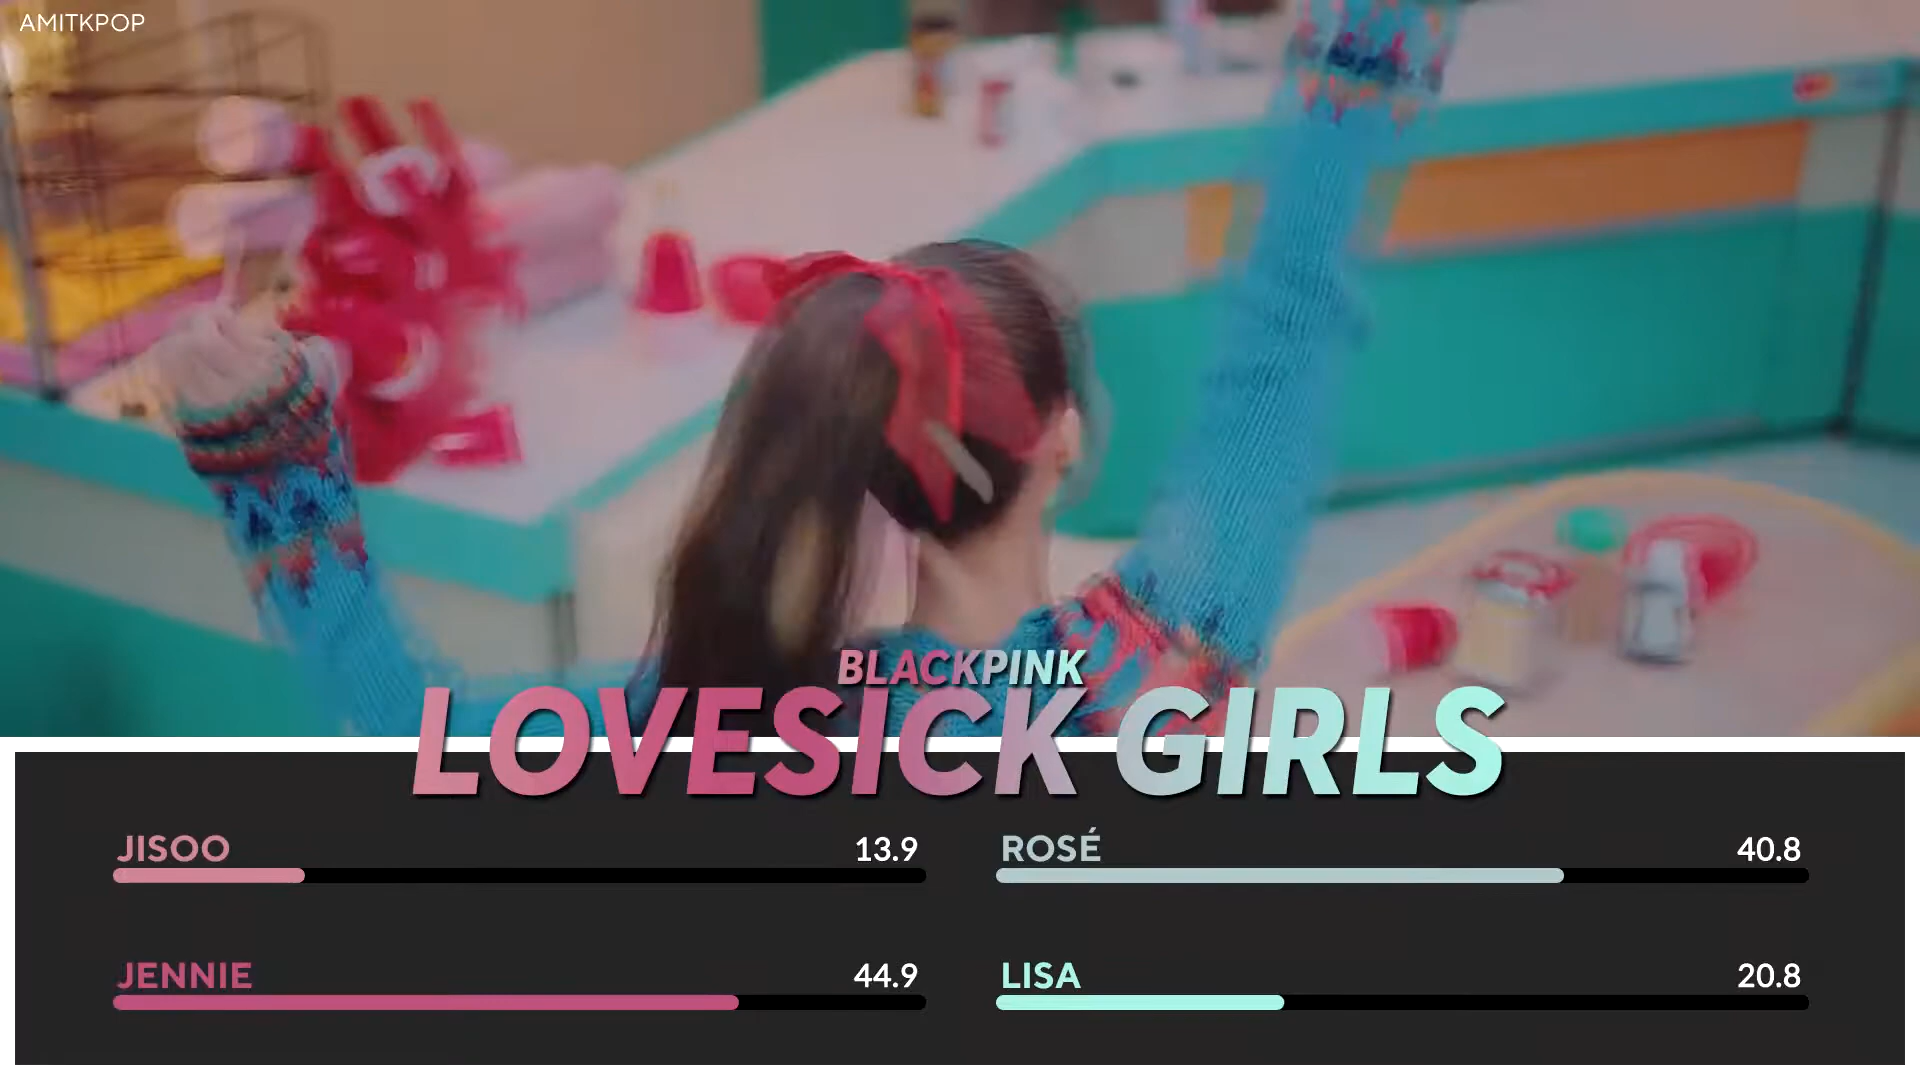 AMITKPOP
BLACKPINK
LOVESICK GIRLS
JISOO 13.9
ROSÉ 40.8
JENNIE 44.9
LISA 20.8